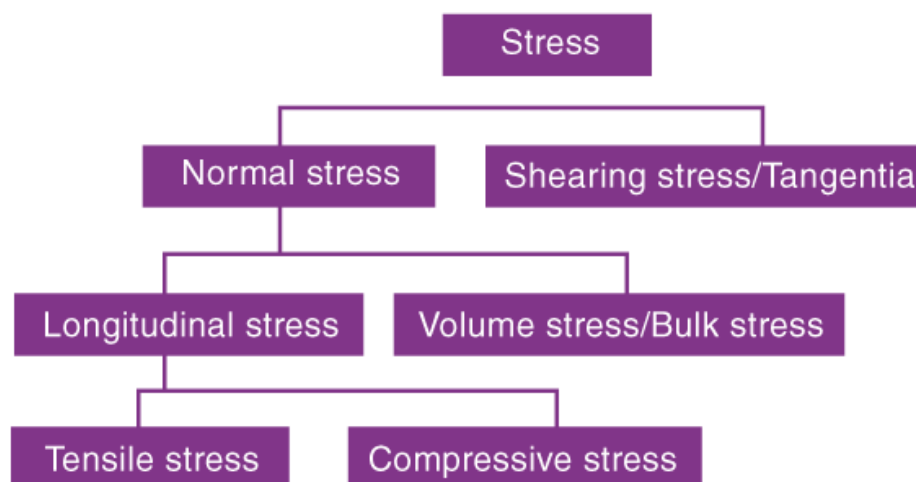 Stress
Normal stress
Shearing stress/Tangentia
Longitudinal stress
Volume stress/Bulk stress
Tensile stress
Compressive stress